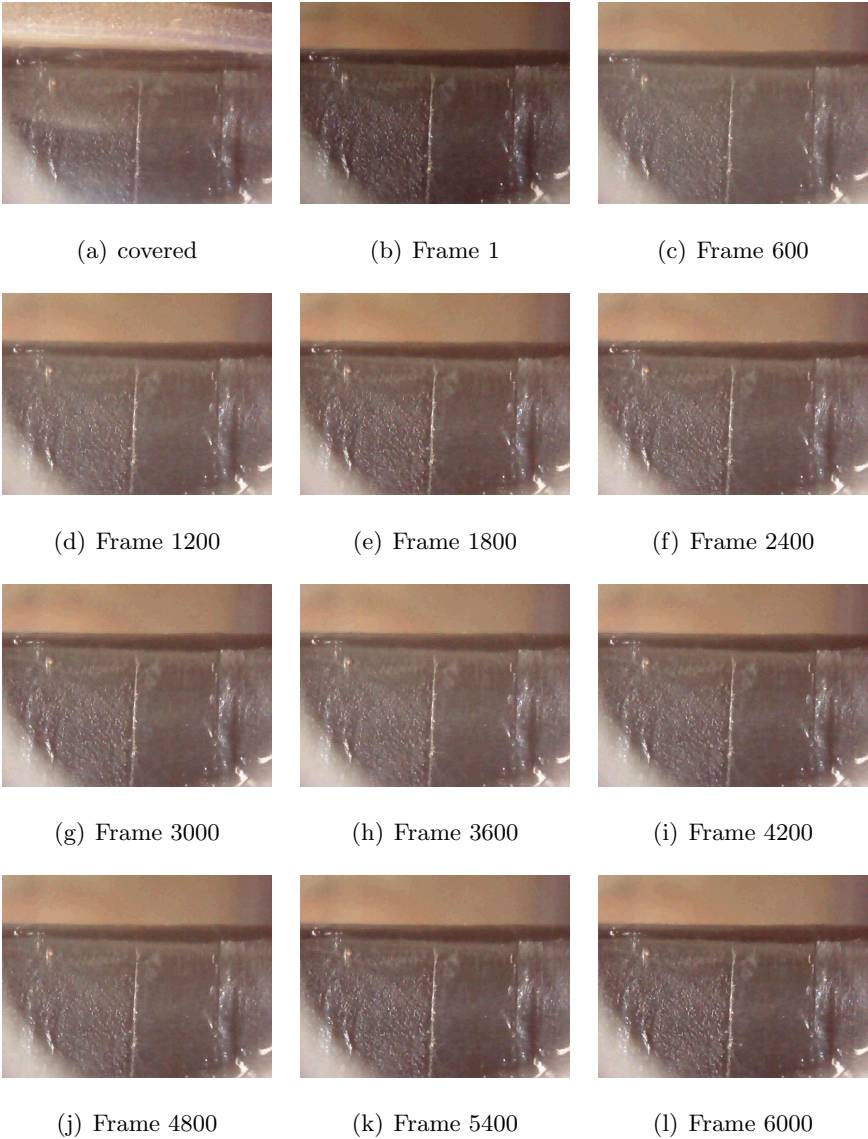 (a) covered
(b) Frame 1
(c) Frame 600
(d) Frame 1200
(e) Frame 1800
(f) Frame 2400
(g) Frame 3000
(h) Frame 3600
(i) Frame 4200
(j) Frame 4800
(k) Frame 5400
(l) Frame 6000